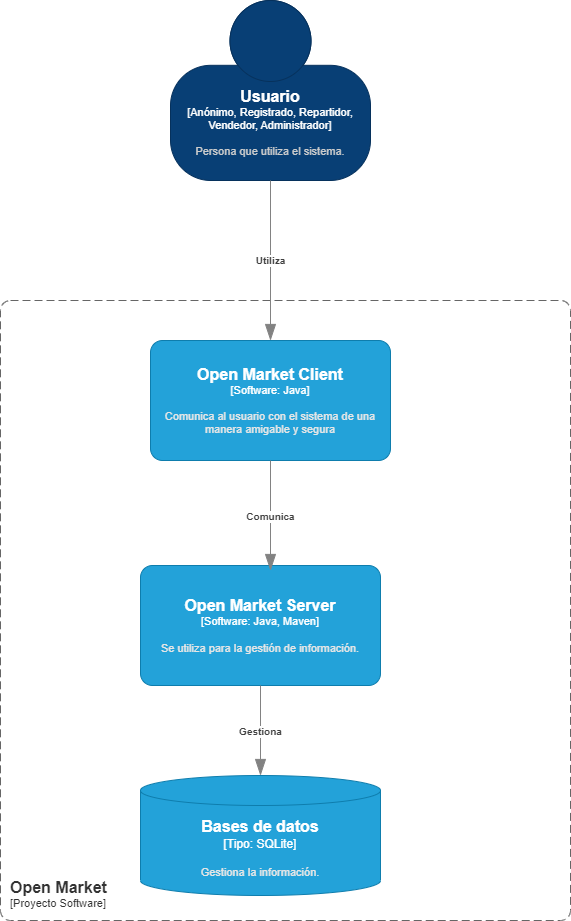 Usuario
[Anónimo, Registrado, Repartidor,
Vendedor, Administrador]
Persona que utiliza el sistema.
Utiliza
Open Market Client
[Software: Java]
Comunica al usuario con el sistema de una
manera amigable y segura
Comunica
Open Market Server
[Software: Java, Maven]
Se utiliza para la gestión de información.
Gestiona
Bases de datos
[Tipo: SQLite]
Gestiona la información.
Open Market
[Proyecto Software]